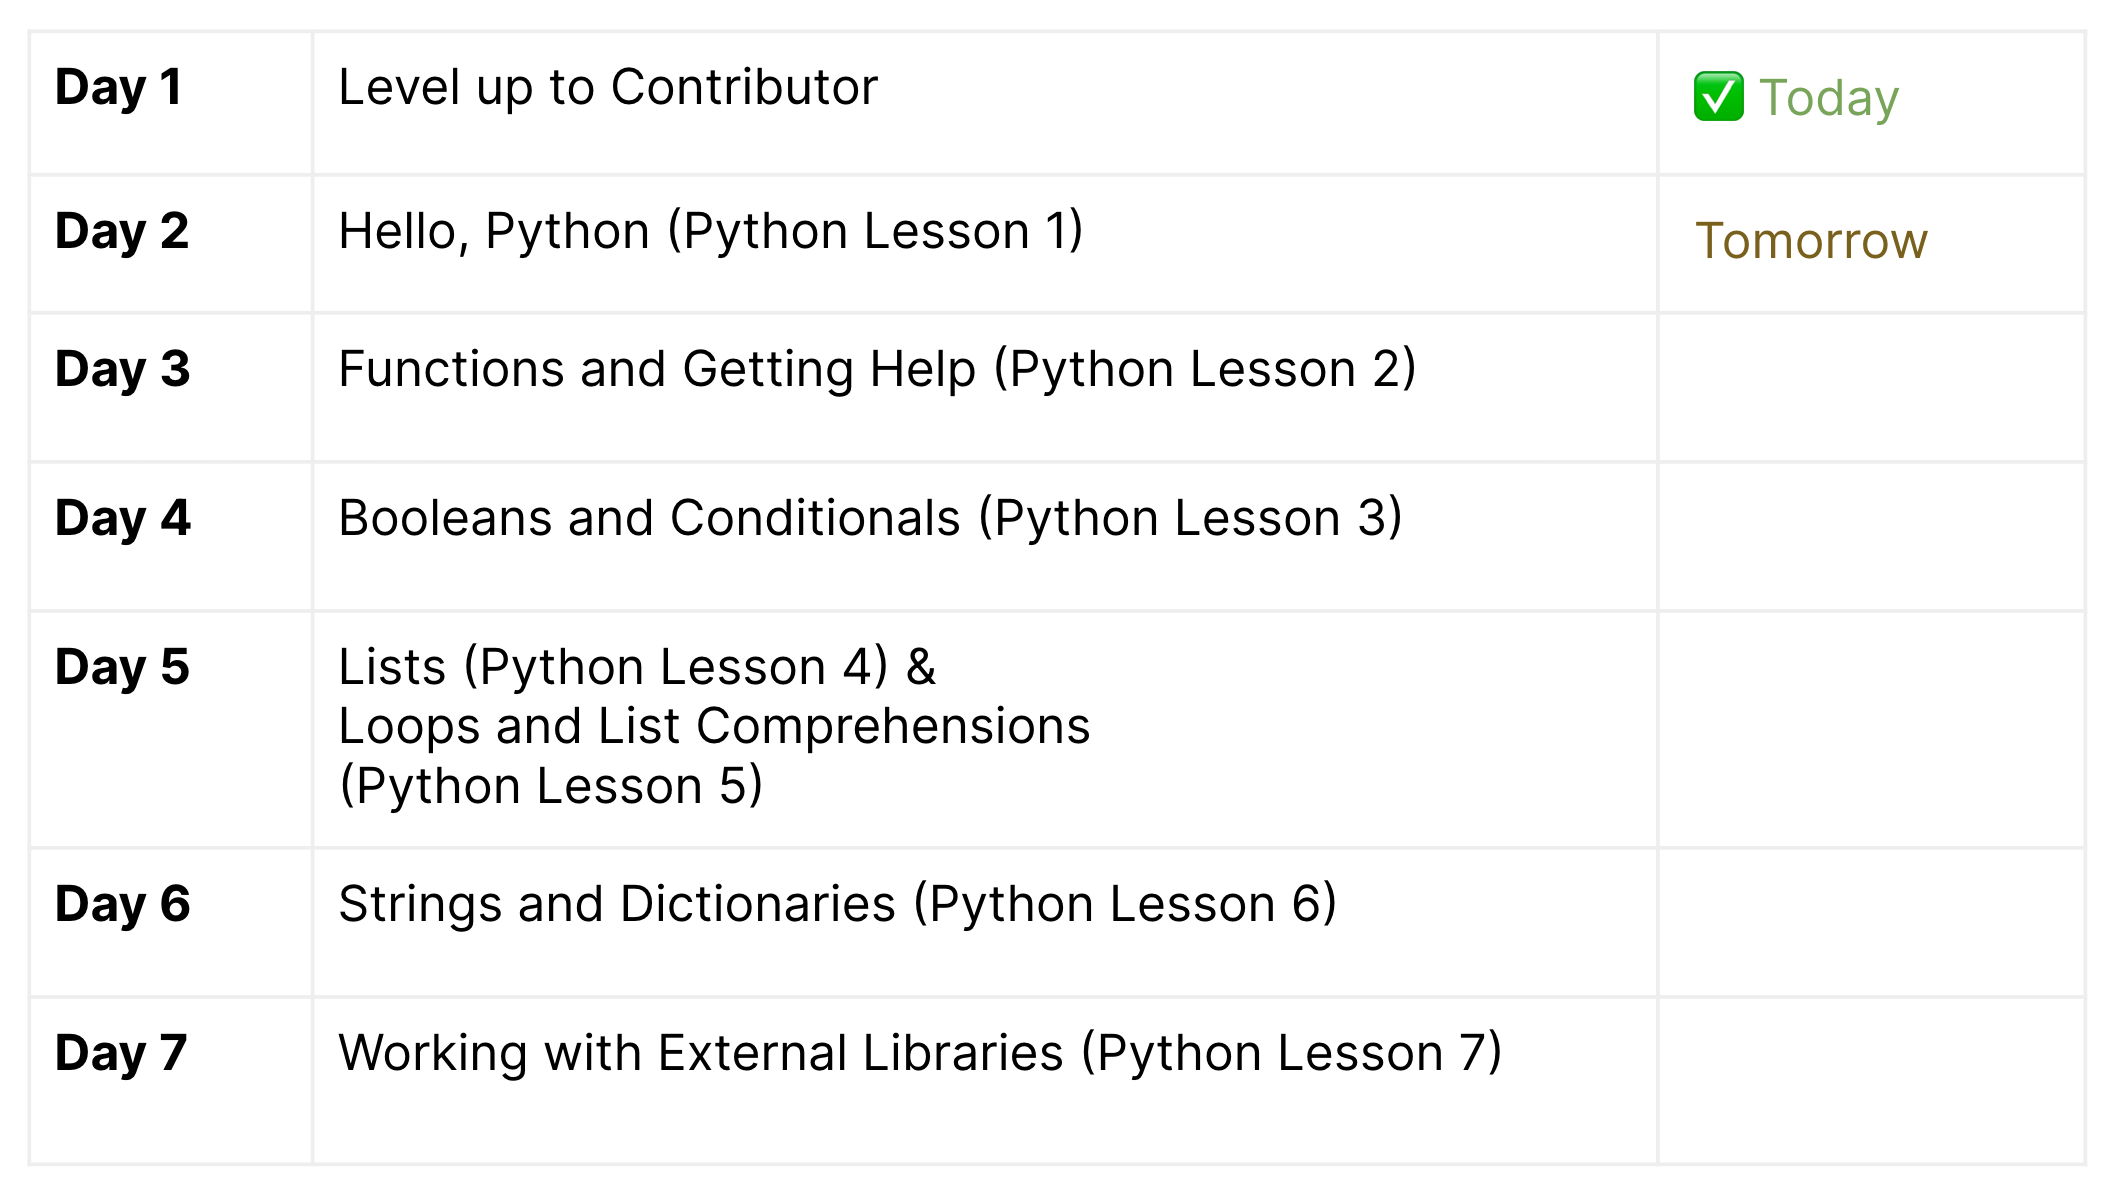 Day 1
Level up to Contributor
✅ Today
Day 2
Hello, Python (Python Lesson 1)
Tomorrow
Day 3
Functions and Getting Help (Python Lesson 2)
Day 4
Booleans and Conditionals (Python Lesson 3)
Day 5
Lists (Python Lesson 4) &
Loops and List Comprehensions
(Python Lesson 5)
Day 6
Strings and Dictionaries (Python Lesson 6)
Day 7
Working with External Libraries (Python Lesson 7)